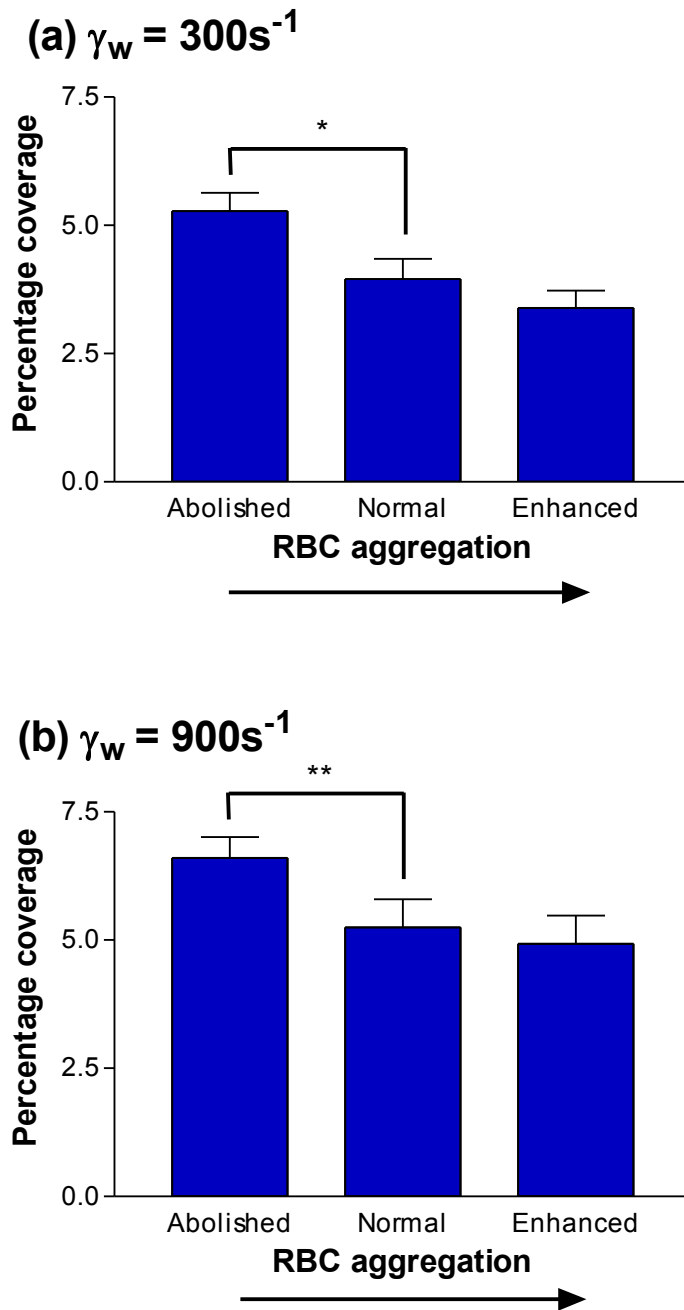 (a) γw = 300s-1
7.5
*
5.0
2.5
0.0
Percentage coverage
Abolished Normal Enhanced
RBC aggregation
(b) γw = 900s-1
**
7.5
5.0
2.5
0.0
Percentage coverage
Abolished Normal Enhanced
RBC aggregation